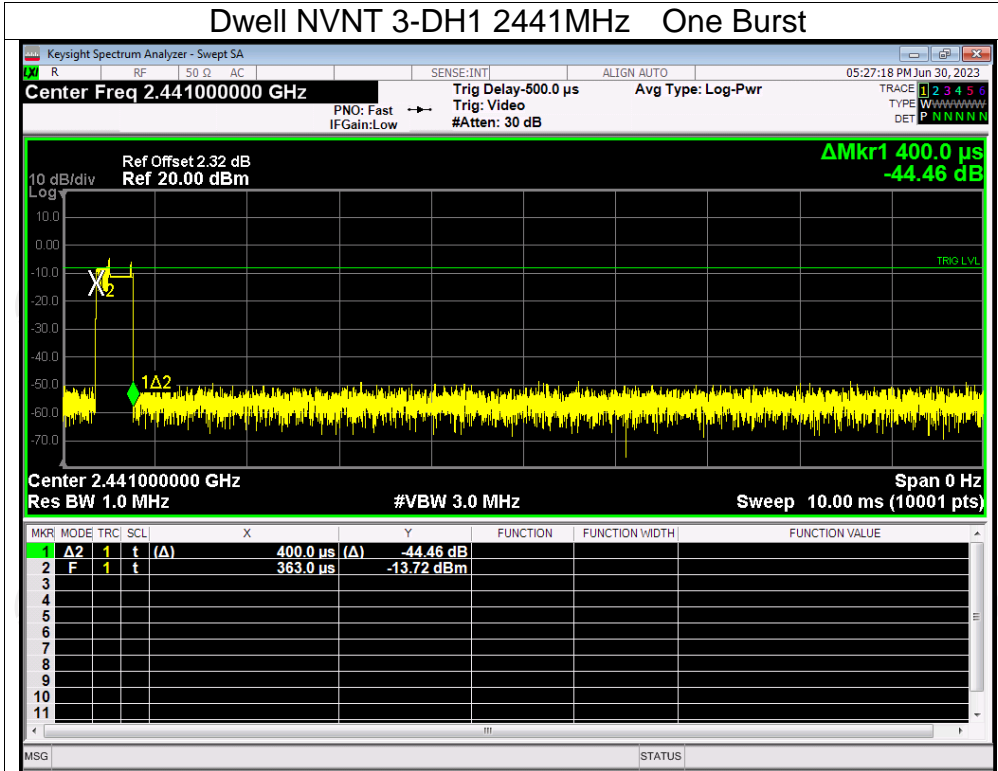 Dwell NVNT 3-DH1 2441MHz One Burst
Keysight Spectrum Analyzer - Swept SA
LXI R RF 50 Ω AC SENSE:INT ALIGN AUTO 05:27:18 PM Jun 30, 2023
Center Freq 2.441000000 GHz
PNO: Fast
IFGain:Low
Trig Delay-500.0 µs
Trig: Video
#Atten: 30 dB
Avg Type: Log-Pwr
TRACE 1 2 3 4 5 6
TYPE WWWWWW
DET P N N N N N
ΔMkr1 400.0 µs
-44.46 dB
Ref Offset 2.32 dB
10 dB/div Ref 20.00 dBm
Log
10.0
0.00
-10.0
-20.0
-30.0
-40.0
-50.0
-60.0
-70.0
TRIG LVL
2
1Δ2
Center 2.441000000 GHz Span 0 Hz
Res BW 1.0 MHz #VBW 3.0 MHz Sweep 10.00 ms (10001 pts)
MKR MODE TRC SCL X Y FUNCTION FUNCTION WIDTH FUNCTION VALUE
1 Δ2 1 t (Δ) 400.0 µs (Δ) -44.46 dB
2 F 1 t 363.0 µs -13.72 dBm
3
4
5
6
7
8
9
10
11
MSG STATUS